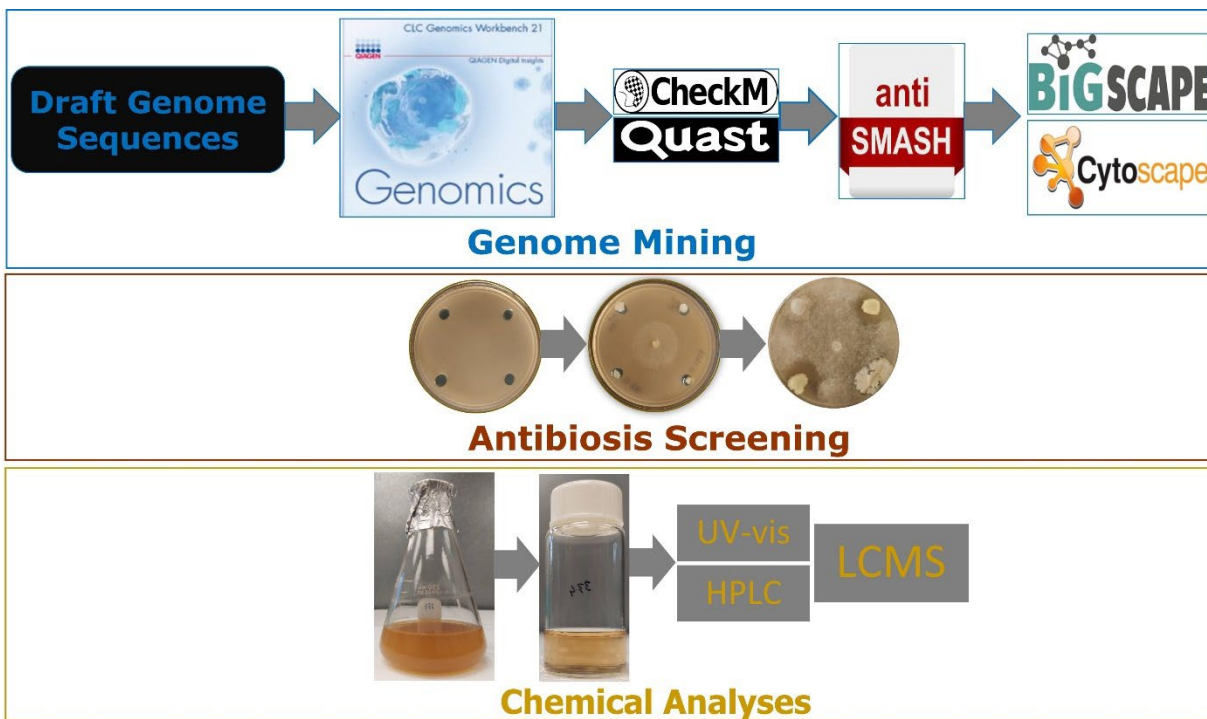 CLC Genomics Workbench 21
QIAGEN
QIAGEN Digital Insights
Draft Genome
Sequences
Genomics
CheckM
Quast
anti
SMASH
BiGSCAPE
Cytoscape
Genome Mining
Antibiosis Screening
334
UV-vis
HPLC
LCMS
Chemical Analyses